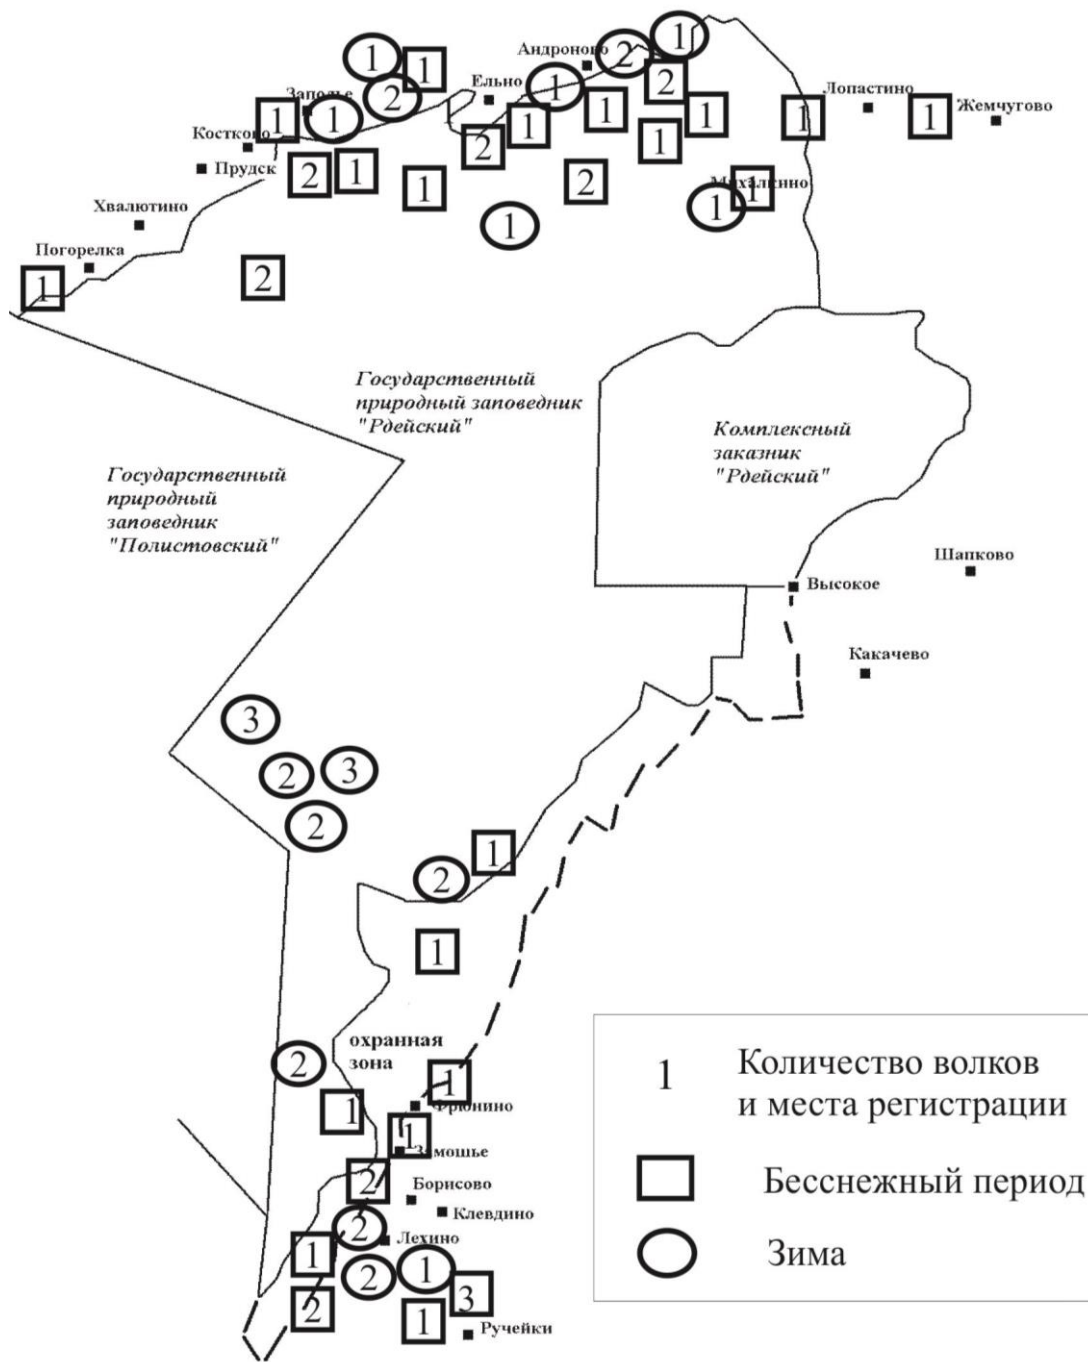 1
1
2
Андроново
2
1
Заполье
1
1
2
Ельно
1
1
2
1
Лопастино
1
1
Жемчугово
Костково
Прудск
2
1
1
2
1
2
1
Михалкино
1
1
1
Хвалютино
Погорелка
1
2
Государственный
природный заповедник
"Рдейский"
Комплексный
заказник
"Рдейский"
Государственный
природный
заповедник
"Полистовский"
Шапково
Высокое
Какачево
3
2
3
2
1
2
1
охранная
зона
2
1
1
Фрюнино
1
Замошье
2
Борисово
Клевдино
2
Лехино
1
2
1
3
2
1
Ручейки
1
Количество волков
и места регистрации
Бесснежный период
Зима